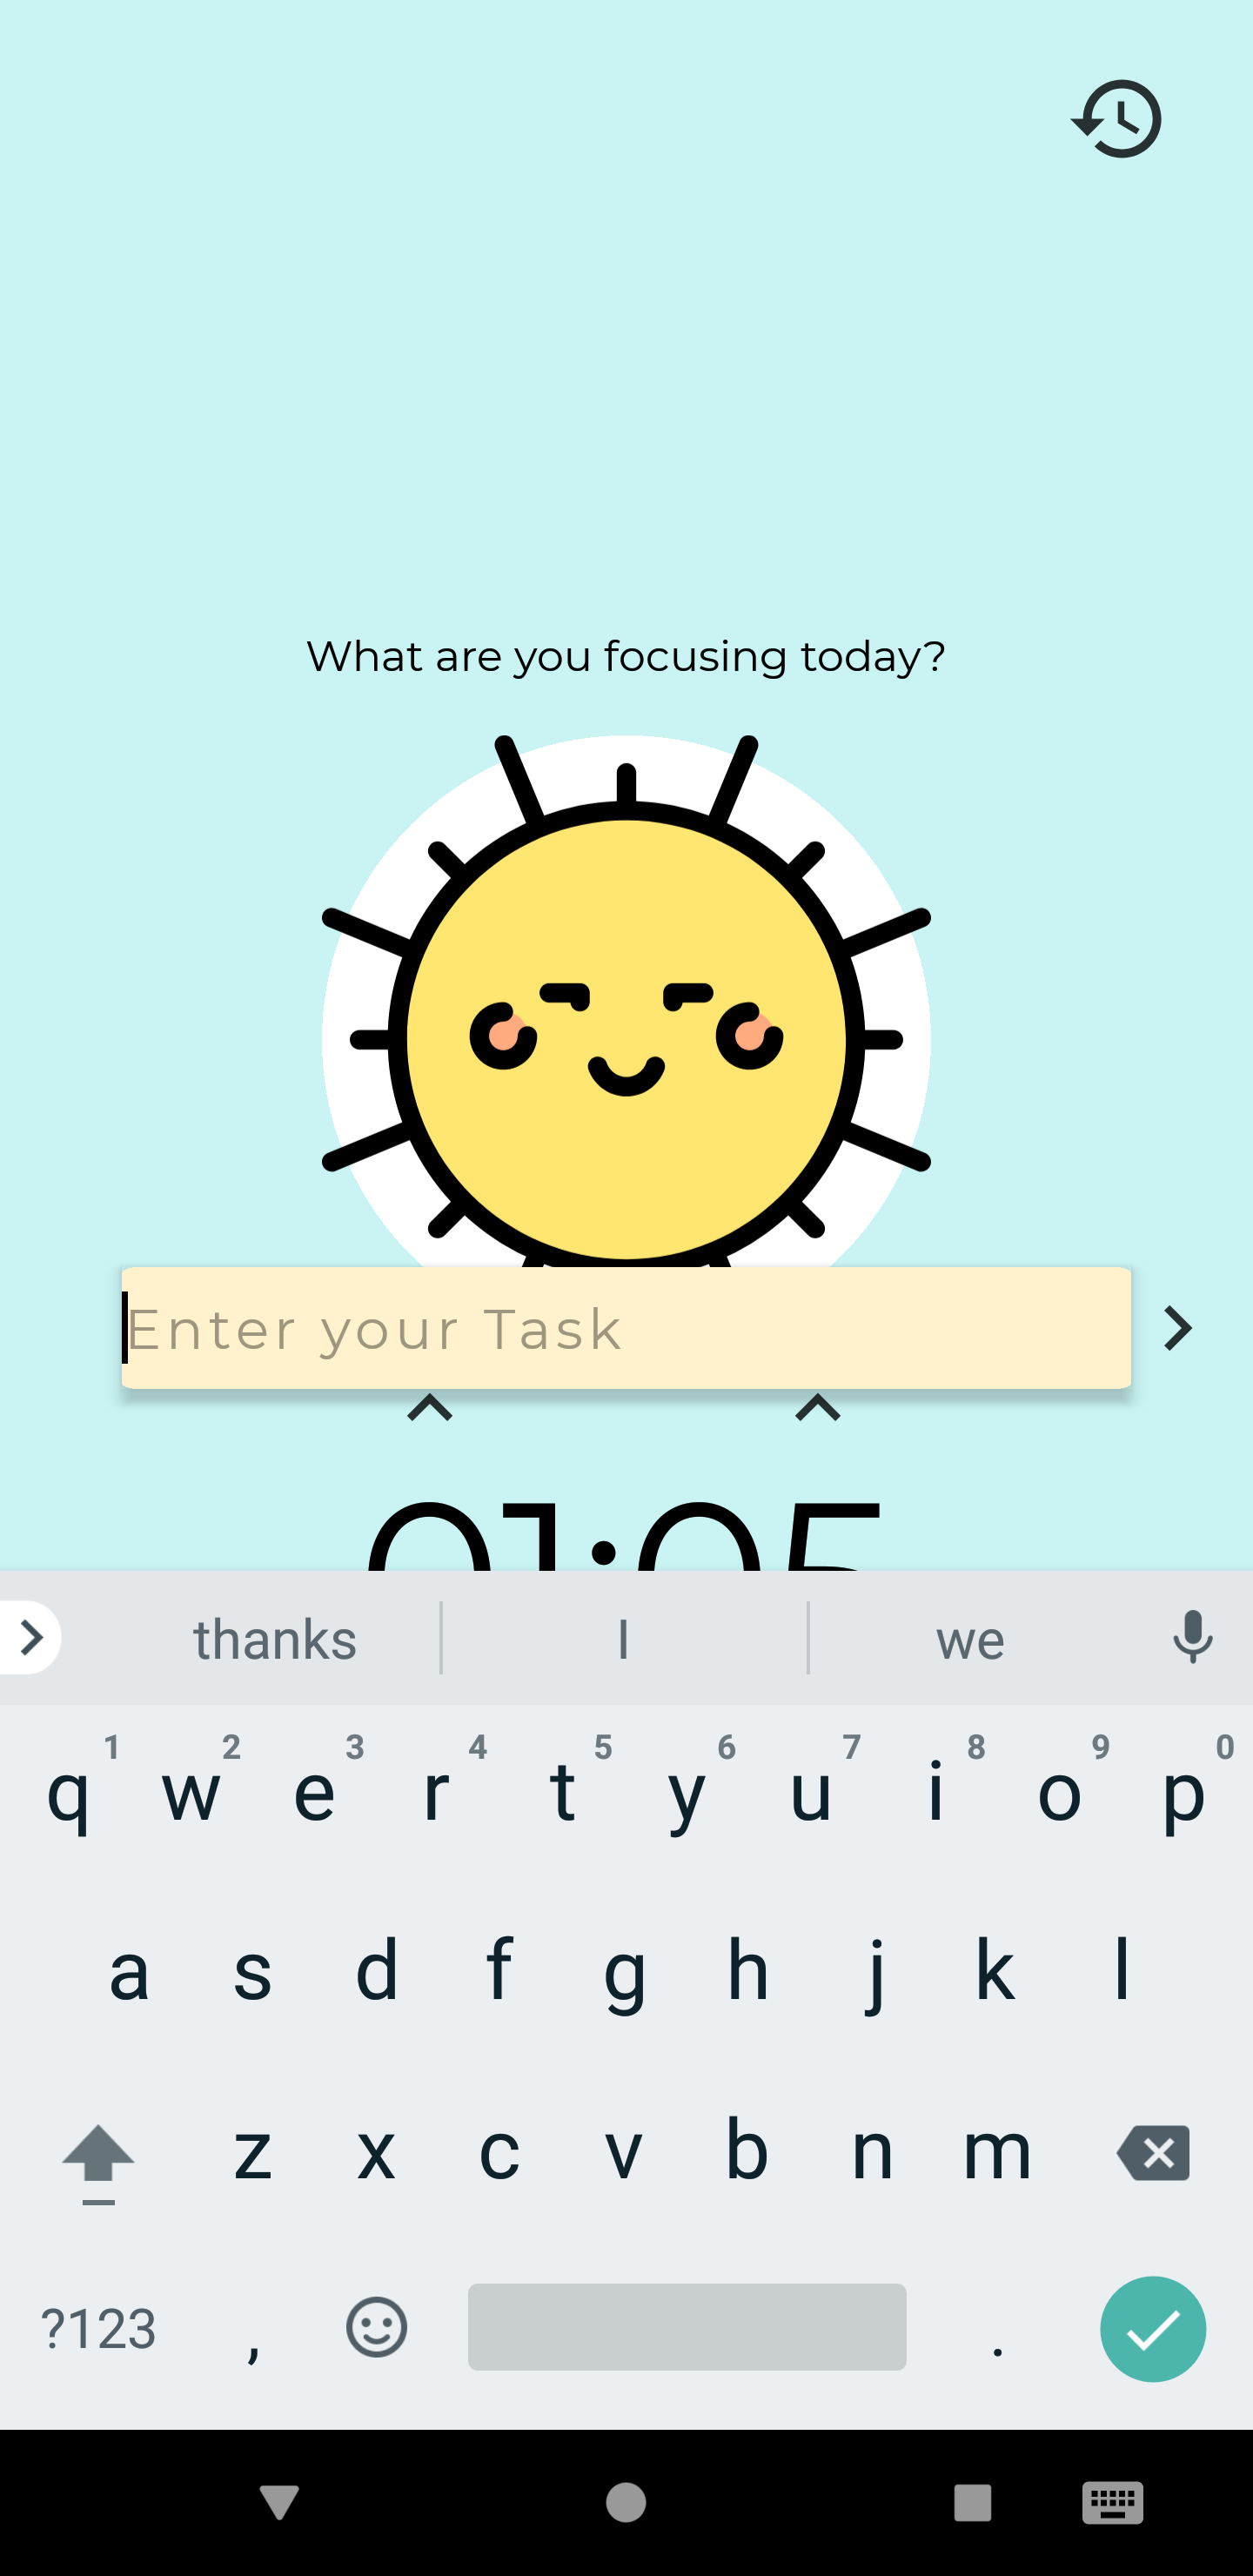 What are you focusing today?
Enter your Task
01:05
thanks I we
1 2 3 4 5 6 7 8 9 0
q w e r t y u i o p
a s d f g h j k l
z x c v b n m
?123 , .